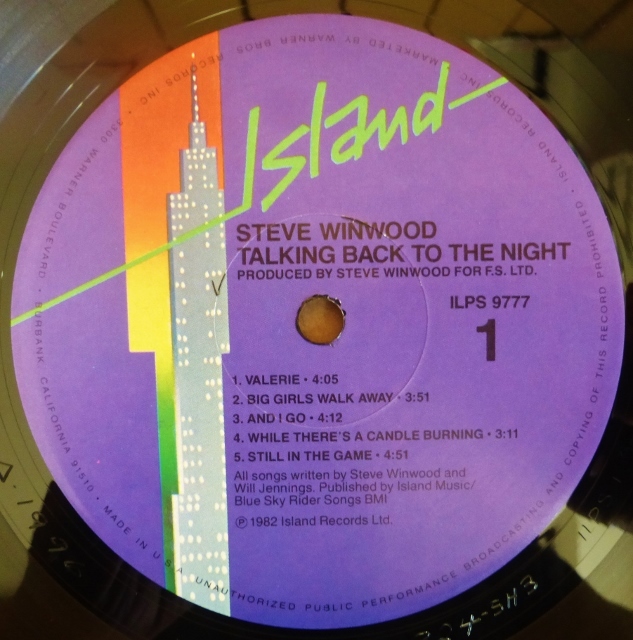 Island
STEVE WINWOOD
TALKING BACK TO THE NIGHT
PRODUCED BY STEVE WINWOOD FOR F.S. LTD.
ILPS 9777
1
1. VALERIE • 4:05
2. BIG GIRLS WALK AWAY • 3:51
3. AND I GO • 4:12
4. WHILE THERE'S A CANDLE BURNING • 3:11
5. STILL IN THE GAME • 4:51
All songs written by Steve Winwood and
Will Jennings. Published by Island Music/
Blue Sky Rider Songs BMI
℗ 1982 Island Records Ltd.
MARKETED BY WARNER BROS. RECORDS INC • 3300 WARNER BOULEVARD • BURBANK, CALIFORNIA 91510 • MADE IN U.S.A. UNAUTHORIZED PUBLIC PERFORMANCE BROADCASTING AND COPYING OF THIS RECORD PROHIBITED • ISLAND RECORDS INC.